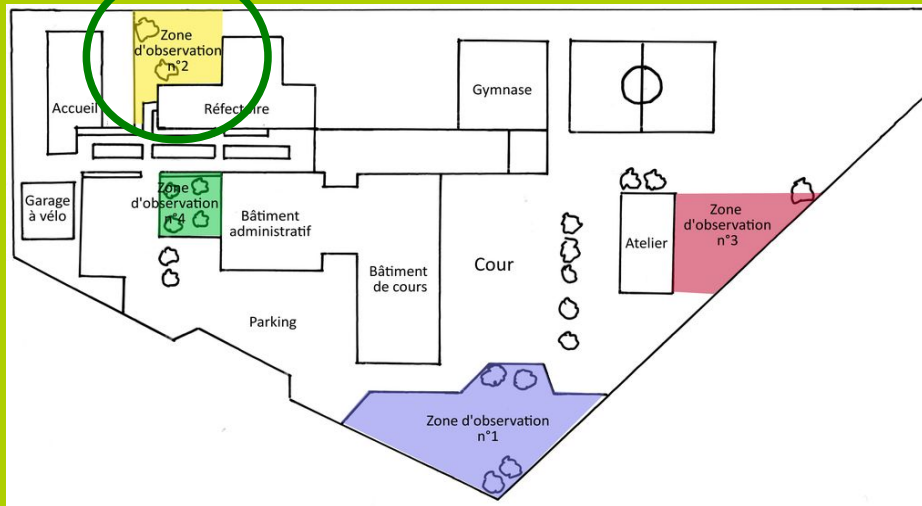 Zone
d'observation
n°2
Accueil
Réfectoire
Gymnase
Garage
à vélo
Zone
d'observation
n°4
Bâtiment
administratif
Bâtiment
de cours
Cour
Atelier
Zone
d'observation
n°3
Parking
Zone d'observation
n°1